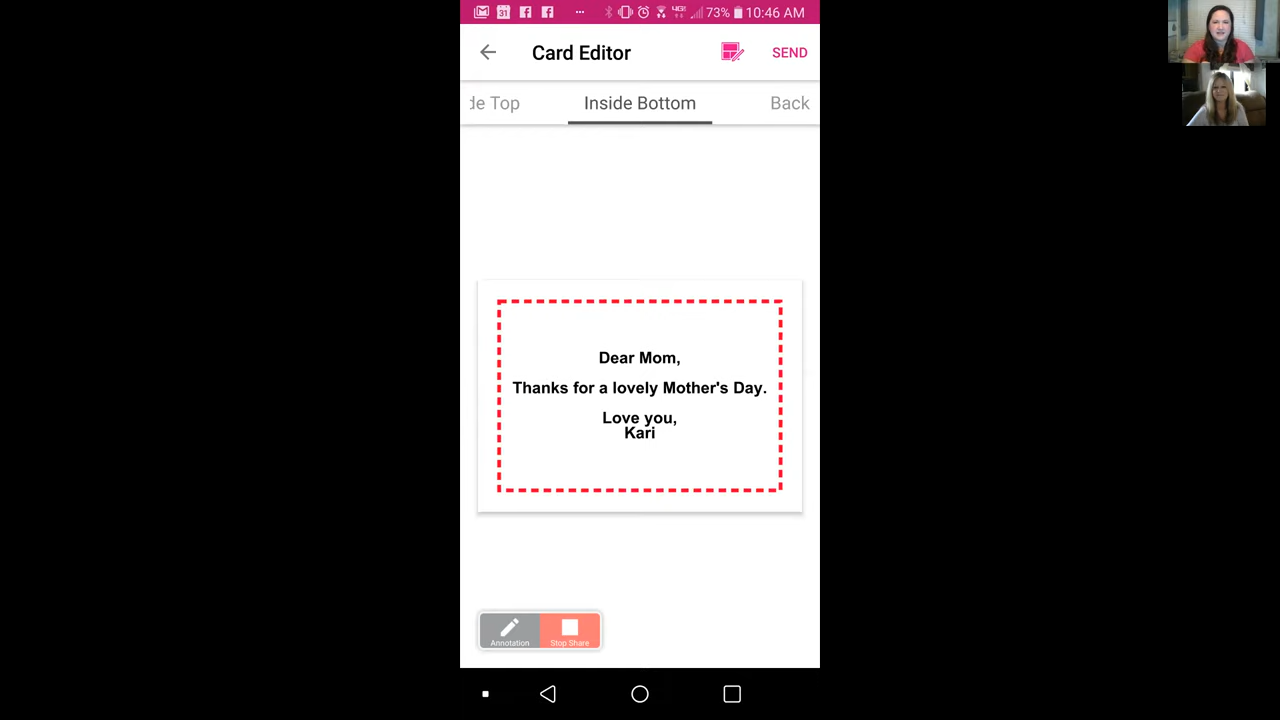 73% 10:46 AM
Card Editor
SEND
de Top
Inside Bottom
Back
Dear Mom,
Thanks for a lovely Mother's Day.
Love you,
Kari
Annotation
Stop Share